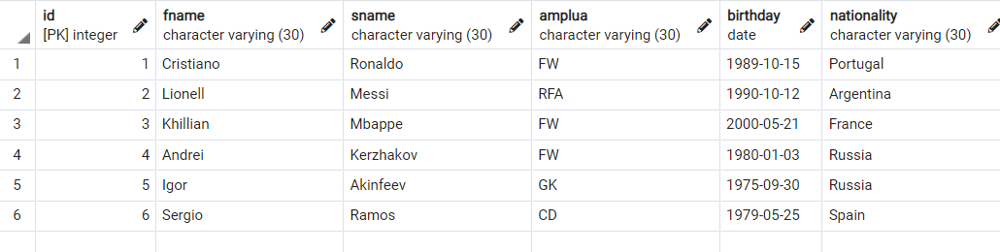 id fname sname amplua birthday nationality
[PK] integer character varying (30) character varying (30) character varying (30) date character varying (30)
1 1 Cristiano Ronaldo FW 1989-10-15 Portugal
2 2 Lionell Messi RFA 1990-10-12 Argentina
3 3 Khillian Mbappe FW 2000-05-21 France
4 4 Andrei Kerzhakov FW 1980-01-03 Russia
5 5 Igor Akinfeev GK 1975-09-30 Russia
6 6 Sergio Ramos CD 1979-05-25 Spain